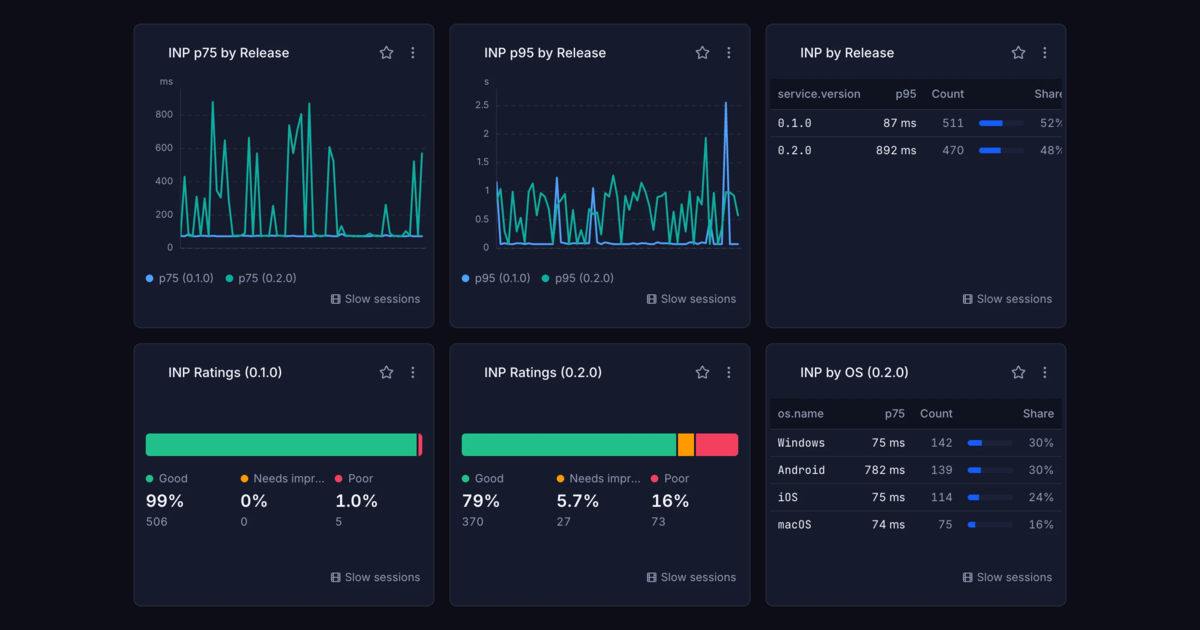 INP p75 by Release
ms
800
600
400
200
0
p75 (0.1.0) p75 (0.2.0)
Slow sessions
INP p95 by Release
s
2.5
2
1.5
1
0.5
0
p95 (0.1.0) p95 (0.2.0)
Slow sessions
INP by Release
service.version p95 Count Share
0.1.0 87 ms 511 52%
0.2.0 892 ms 470 48%
Slow sessions
INP Ratings (0.1.0)
Good Needs impr... Poor
99% 0% 1.0%
506 0 5
Slow sessions
INP Ratings (0.2.0)
Good Needs impr... Poor
79% 5.7% 16%
370 27 73
Slow sessions
INP by OS (0.2.0)
os.name p75 Count Share
Windows 75 ms 142 30%
Android 782 ms 139 30%
iOS 75 ms 114 24%
macOS 74 ms 75 16%
Slow sessions